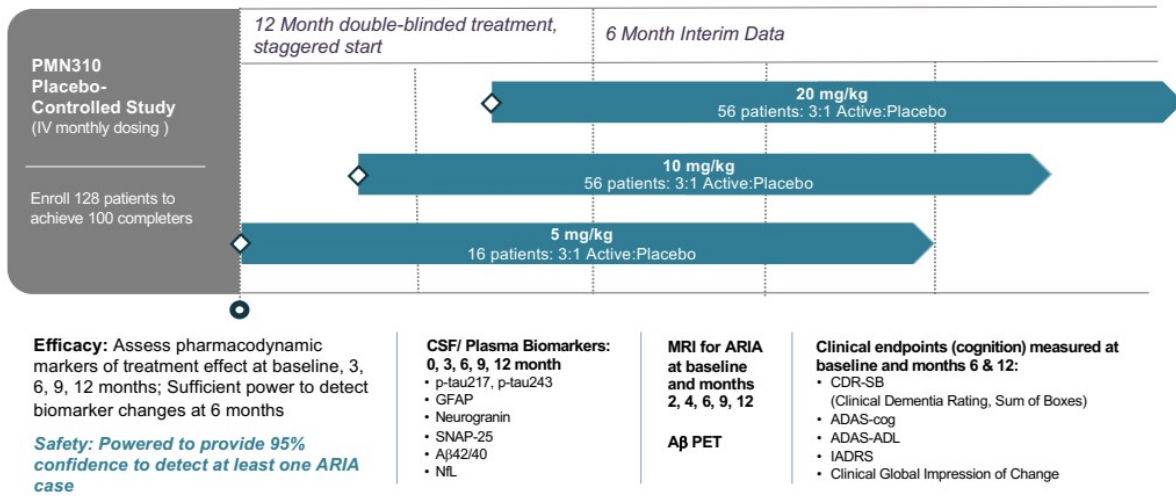 12 Month double-blinded treatment,
staggered start
6 Month Interim Data
PMN310
Placebo-
Controlled Study
(IV monthly dosing )
Enroll 128 patients to
achieve 100 completers
20 mg/kg
56 patients: 3:1 Active:Placebo
10 mg/kg
56 patients: 3:1 Active:Placebo
5 mg/kg
16 patients: 3:1 Active:Placebo
Efficacy: Assess pharmacodynamic
markers of treatment effect at baseline, 3,
6, 9, 12 months; Sufficient power to detect
biomarker changes at 6 months
Safety: Powered to provide 95%
confidence to detect at least one ARIA
case
CSF/ Plasma Biomarkers:
0, 3, 6, 9, 12 month
• p-tau217, p-tau243
• GFAP
• Neurogranin
• SNAP-25
• Aβ42/40
• NfL
MRI for ARIA
at baseline
and months
2, 4, 6, 9, 12
Aβ PET
Clinical endpoints (cognition) measured at
baseline and months 6 & 12:
• CDR-SB
(Clinical Dementia Rating, Sum of Boxes)
• ADAS-cog
• ADAS-ADL
• IADRS
• Clinical Global Impression of Change